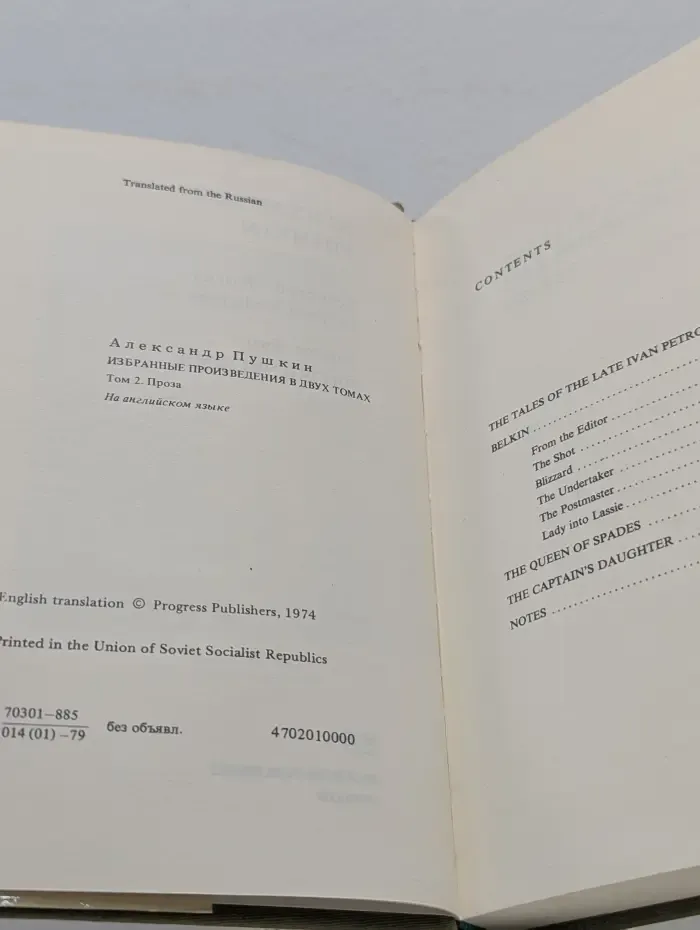 Translated from the Russian
Александр Пушкин
ИЗБРАННЫЕ ПРОИЗВЕДЕНИЯ В ДВУХ ТОМАХ
Том 2. Проза
На английском языке
English translation © Progress Publishers, 1974
Printed in the Union of Soviet Socialist Republics
70301—885
014 (01) —79
без объявл.
4702010000
CONTENTS
THE TALES OF THE LATE IVAN PETRO
BELKIN
From the Editor
The Shot
Blizzard
The Undertaker
The Postmaster
Lady into Lassie
THE QUEEN OF SPADES
THE CAPTAIN'S DAUGHTER
NOTES